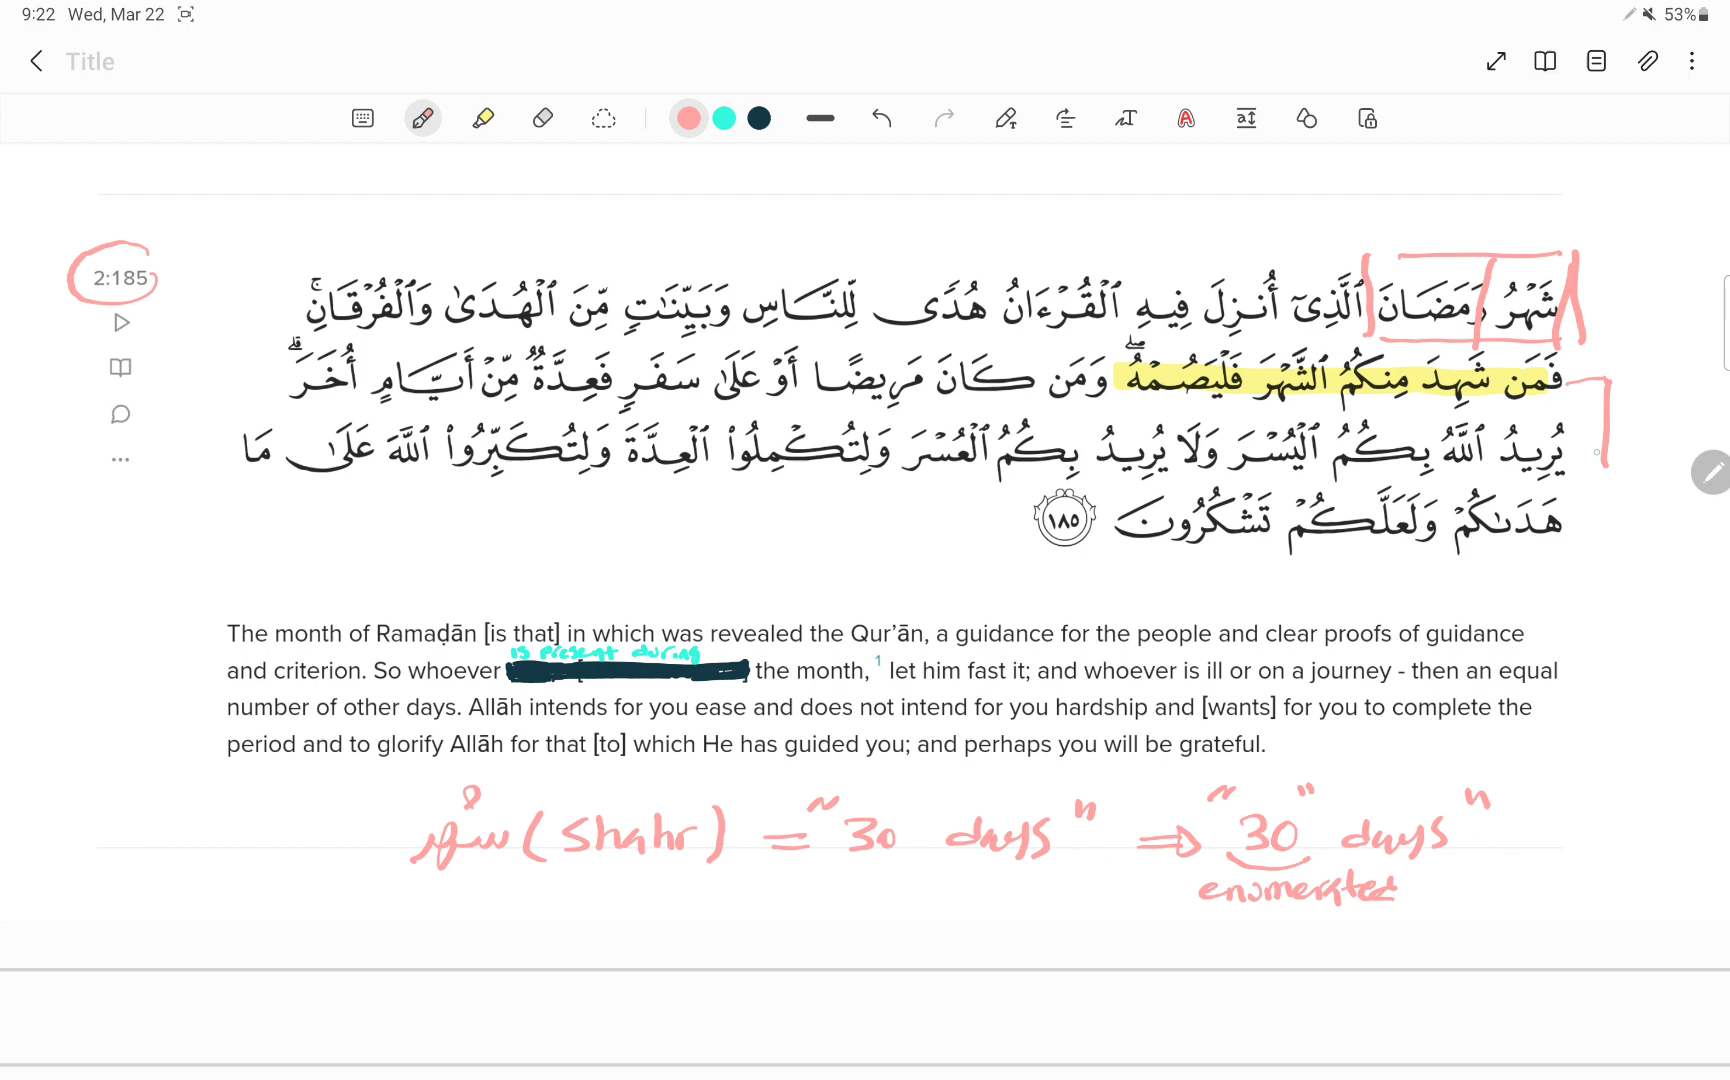 9:22 Wed, Mar 22
53%
Title
2:185
شَهْرُ رَمَضَانَ ٱلَّذِىٓ أُنزِلَ فِيهِ ٱلْقُرْءَانُ هُدًى لِّلنَّاسِ وَبَيِّنَـٰتٍ مِّنَ ٱلْهُدَىٰ وَٱلْفُرْقَانِ ۚ
فَمَن شَهِدَ مِنكُمُ ٱلشَّهْرَ فَلْيَصُمْهُ ۖ وَمَن كَانَ مَرِيضًا أَوْ عَلَىٰ سَفَرٍ فَعِدَّةٌ مِّنْ أَيَّامٍ أُخَرَ ۗ
يُرِيدُ ٱللَّهُ بِكُمُ ٱلْيُسْرَ وَلَا يُرِيدُ بِكُمُ ٱلْعُسْرَ وَلِتُكْمِلُوا۟ ٱلْعِدَّةَ وَلِتُكَبِّرُوا۟ ٱللَّهَ عَلَىٰ مَا
هَدَىٰكُمْ وَلَعَلَّكُمْ تَشْكُرُونَ ١٨٥
The month of Ramaḍān [is that] in which was revealed the Qur’ān, a guidance for the people and clear proofs of guidance
is present during
and criterion. So whoever ] the month,1 let him fast it; and whoever is ill or on a journey - then an equal
number of other days. Allāh intends for you ease and does not intend for you hardship and [wants] for you to complete the
period and to glorify Allāh for that [to] which He has guided you; and perhaps you will be grateful.
شهر (Shahr) = "30 days" ⇒ "30" days"
enumerated